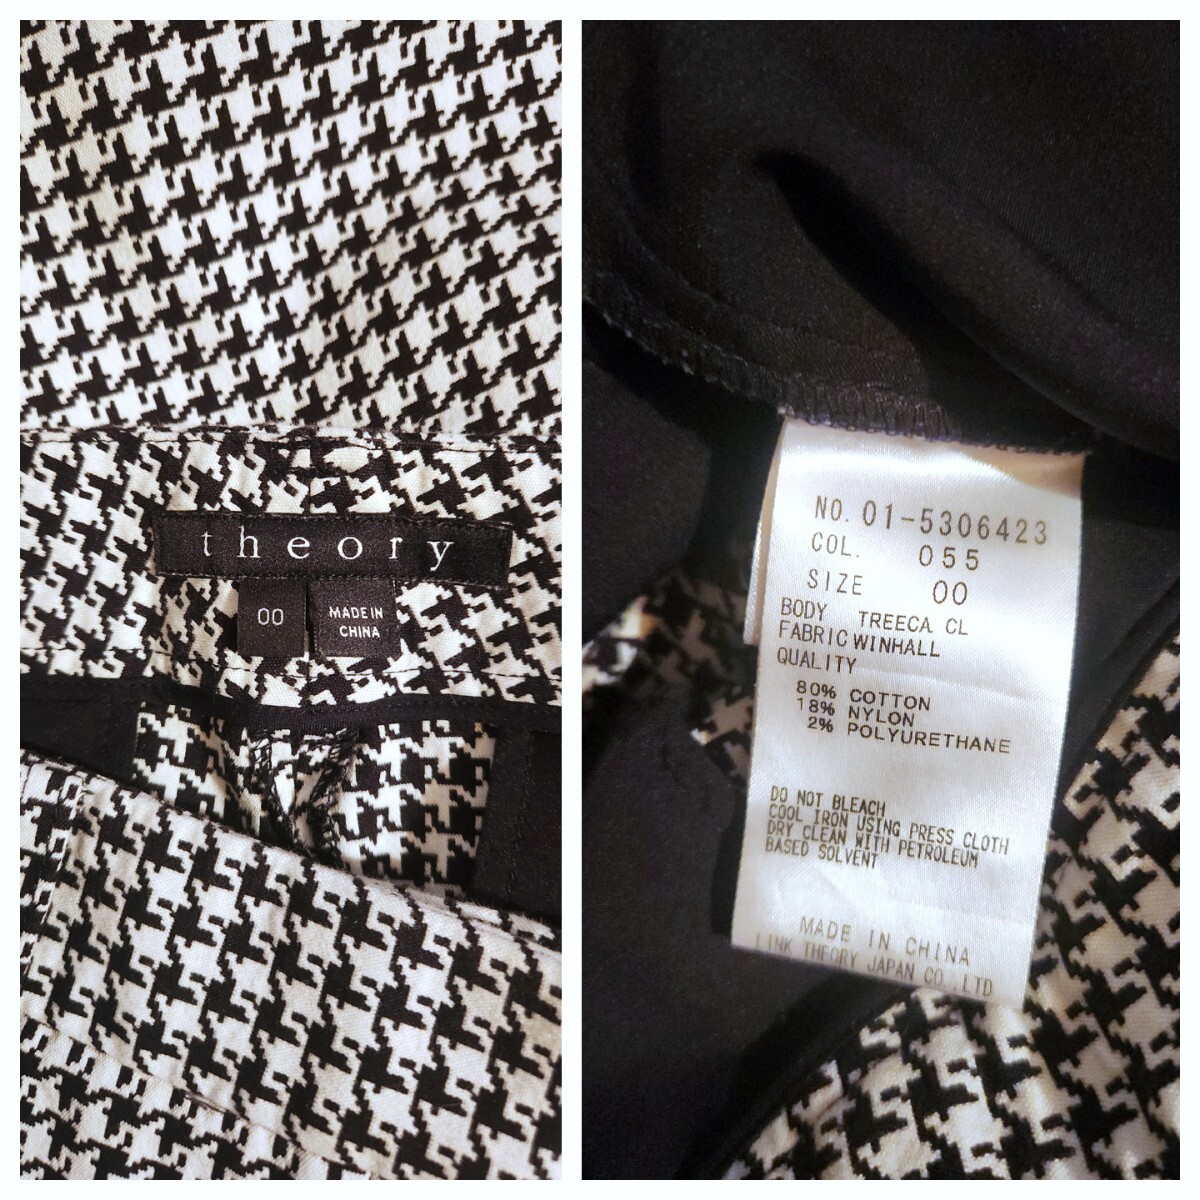 theory
00
MADE IN
CHINA
NO. 01-5306423
COL. 055
SIZE 00
BODY TREECA CL
FABRIC WINHALL
QUALITY
80% COTTON
18% NYLON
2% POLYURETHANE
DO NOT BLEACH
COOL IRON USING PRESS CLOTH
DRY CLEAN WITH PETROLEUM
BASED SOLVENT
MADE IN CHINA
LINK THEORY JAPAN CO.,LTD